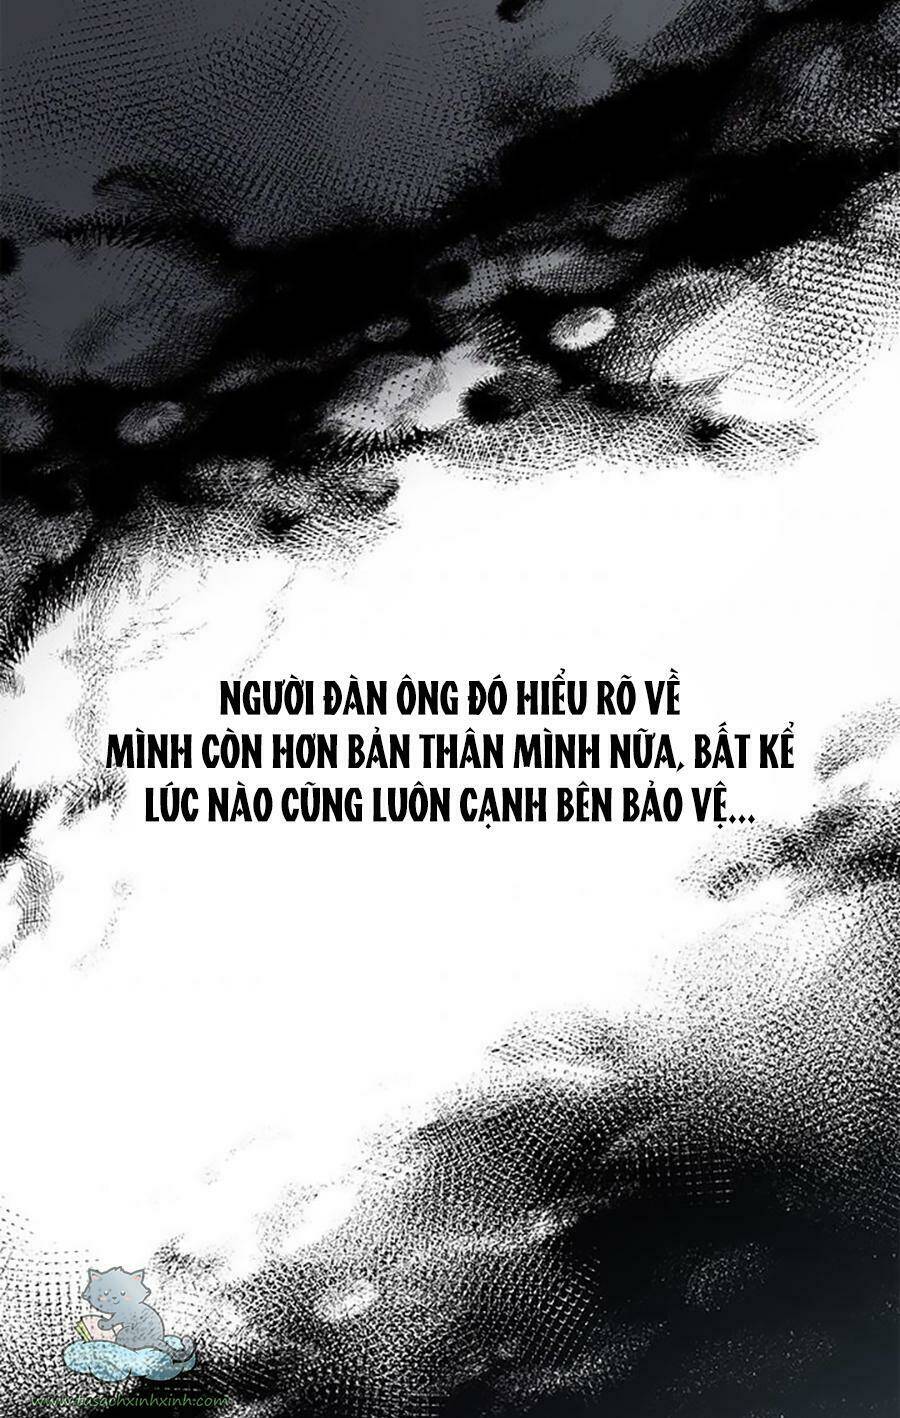 NGƯỜI ĐÀN ÔNG ĐÓ HIỂU RÕ VỀ
MÌNH CÒN HƠN BẢN THÂN MÌNH NỮA, BẤT KỂ
LÚC NÀO CŨNG LUÔN CẠNH BÊN BẢO VỆ...
www.tusachxinhxinh.com